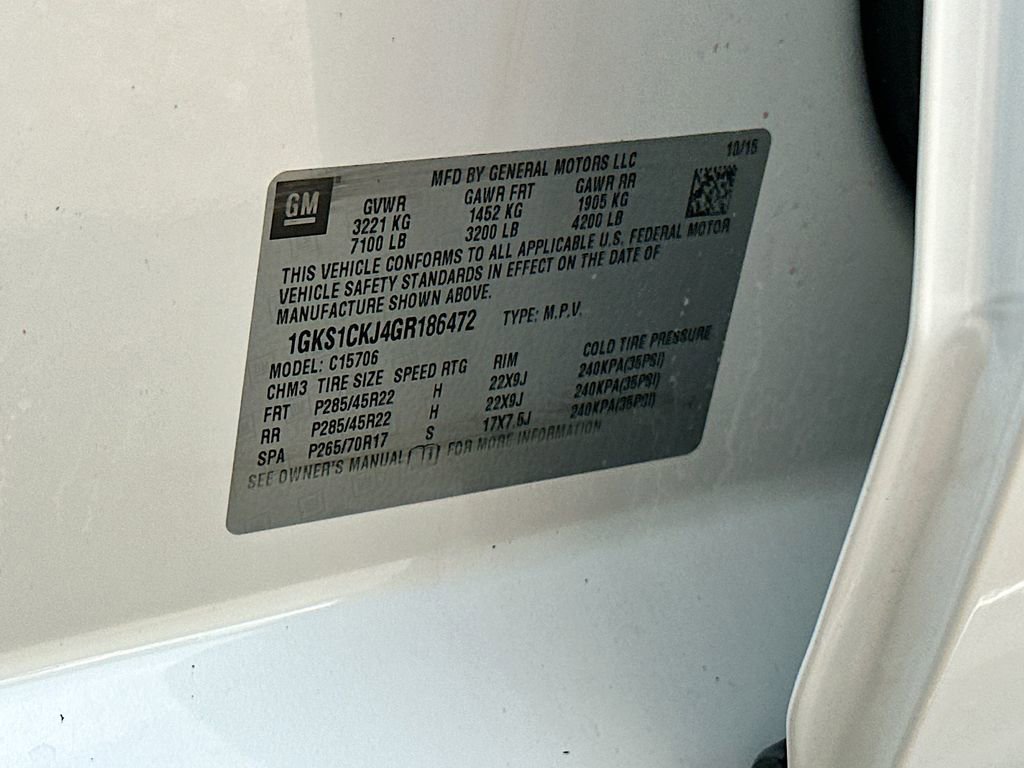 MFD BY GENERAL MOTORS LLC 10/15
GM GVWR GAWR FRT GAWR RR
3221 KG 1452 KG 1905 KG
7100 LB 3200 LB 4200 LB
THIS VEHICLE CONFORMS TO ALL APPLICABLE U.S. FEDERAL MOTOR
VEHICLE SAFETY STANDARDS IN EFFECT ON THE DATE OF
MANUFACTURE SHOWN ABOVE.
1GKS1CKJ4GR186472 TYPE: M.P.V.
MODEL: C15706
CHM3 TIRE SIZE SPEED RTG RIM COLD TIRE PRESSURE
FRT P285/45R22 H 22X9J 240KPA(35PSI)
RR P285/45R22 H 22X9J 240KPA(35PSI)
SPA P265/70R17 S 17X7.5J 240KPA(35PSI)
SEE OWNER'S MANUAL FOR MORE INFORMATION